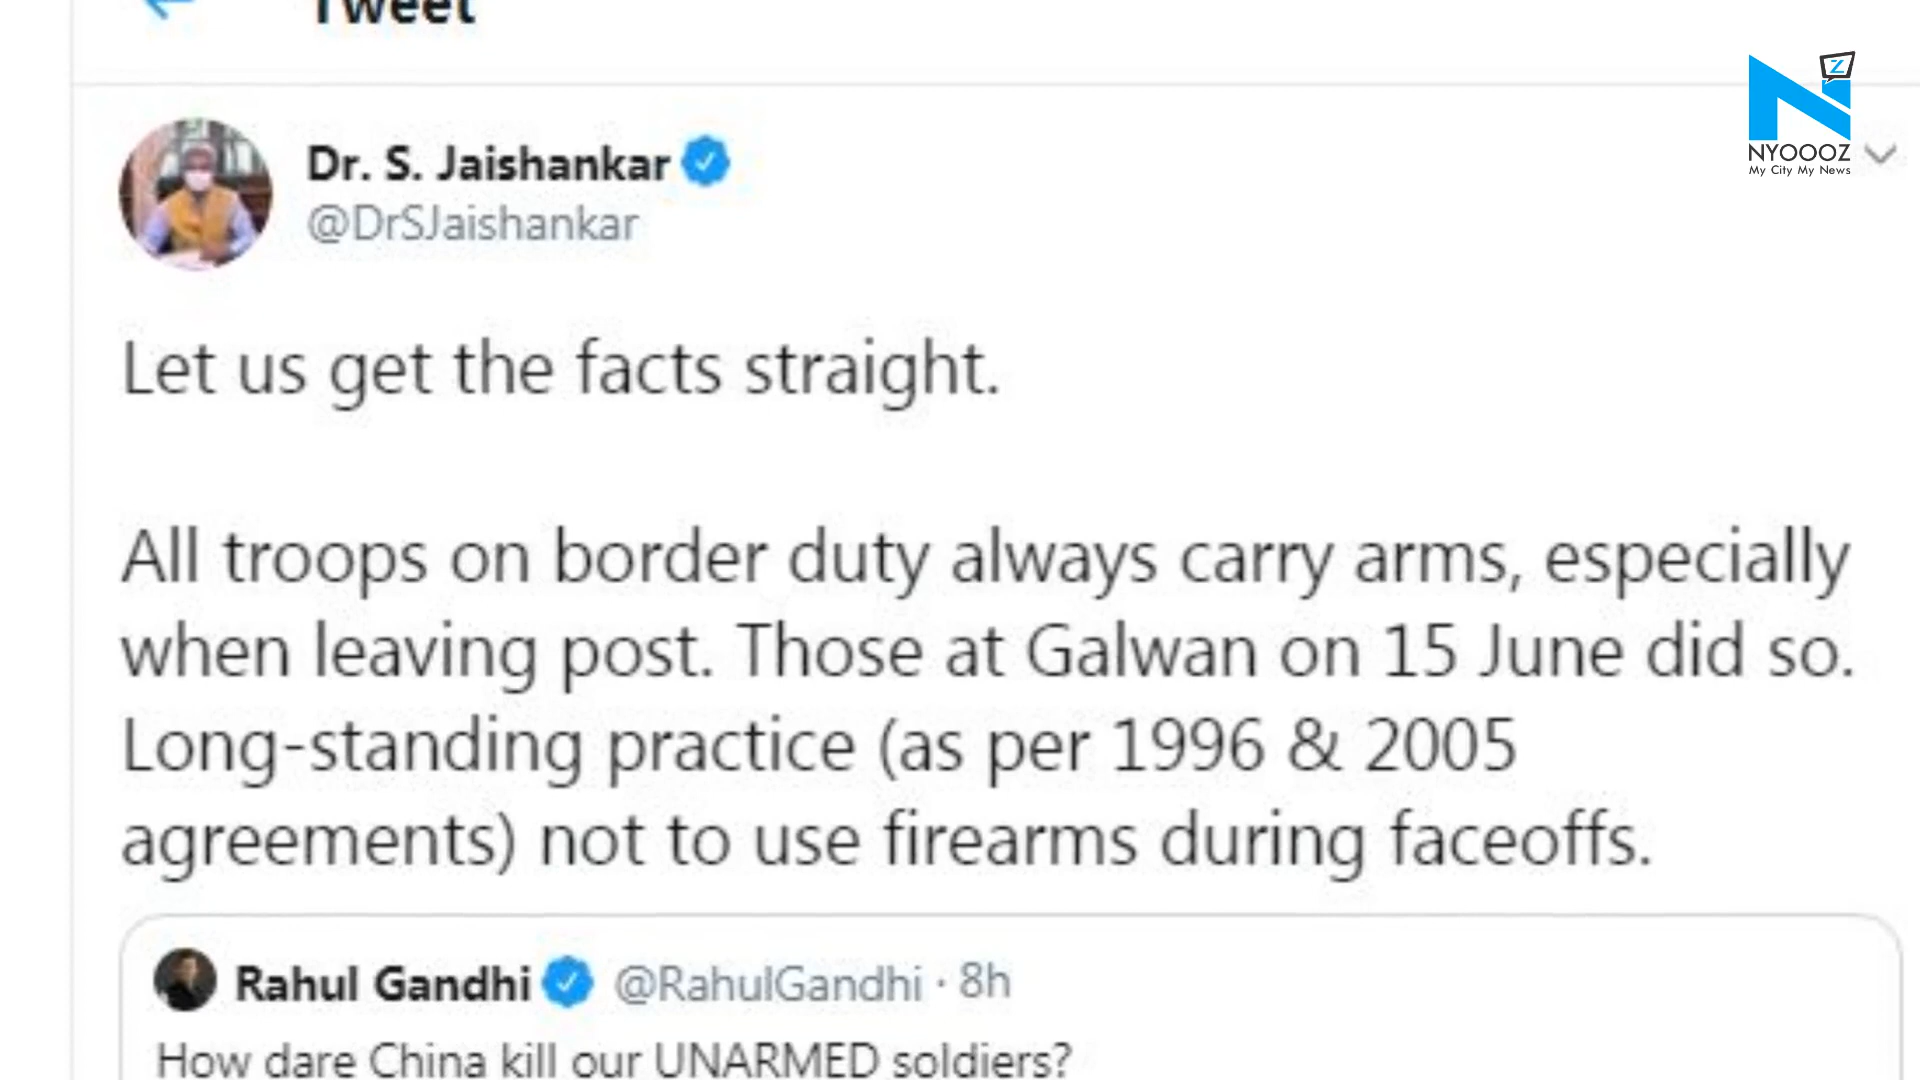 Tweet
NYOOOZ
My City My News
Dr. S. Jaishankar
@DrSJaishankar
Let us get the facts straight.
All troops on border duty always carry arms, especially
when leaving post. Those at Galwan on 15 June did so.
Long-standing practice (as per 1996 & 2005
agreements) not to use firearms during faceoffs.
Rahul Gandhi @RahulGandhi · 8h
How dare China kill our UNARMED soldiers?